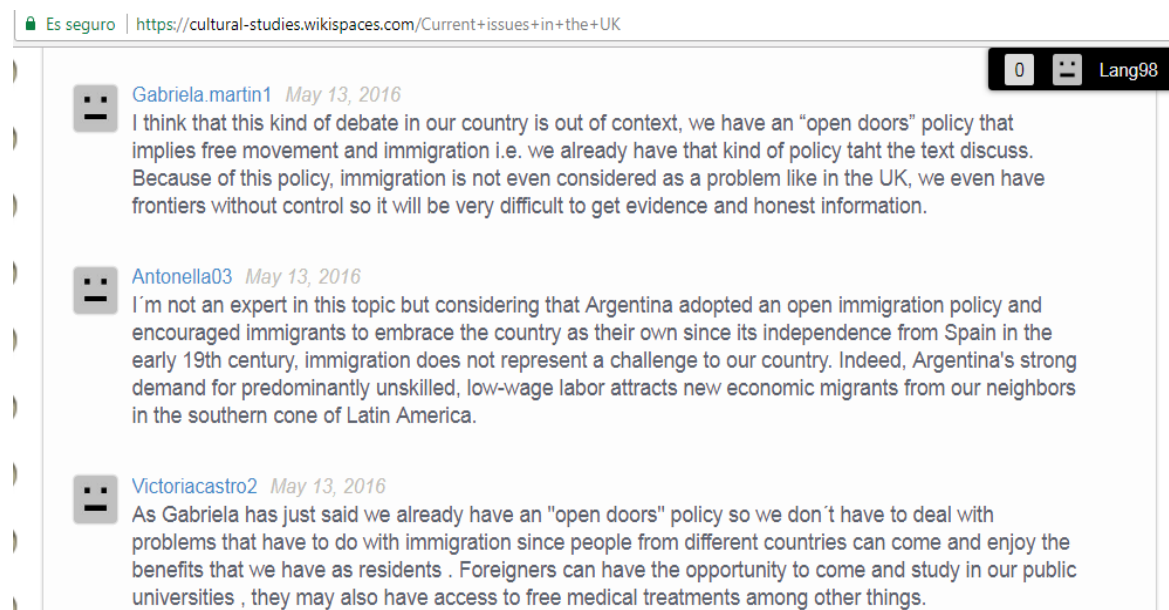 Es seguro | https://cultural-studies.wikispaces.com/Current+issues+in+the+UK
0 Lang98
Gabriela.martin1 May 13, 2016
I think that this kind of debate in our country is out of context, we have an “open doors” policy that
implies free movement and immigration i.e. we already have that kind of policy taht the text discuss.
Because of this policy, immigration is not even considered as a problem like in the UK, we even have
frontiers without control so it will be very difficult to get evidence and honest information.
Antonella03 May 13, 2016
I´m not an expert in this topic but considering that Argentina adopted an open immigration policy and
encouraged immigrants to embrace the country as their own since its independence from Spain in the
early 19th century, immigration does not represent a challenge to our country. Indeed, Argentina's strong
demand for predominantly unskilled, low-wage labor attracts new economic migrants from our neighbors
in the southern cone of Latin America.
Victoriacastro2 May 13, 2016
As Gabriela has just said we already have an "open doors" policy so we don´t have to deal with
problems that have to do with immigration since people from different countries can come and enjoy the
benefits that we have as residents . Foreigners can have the opportunity to come and study in our public
universities , they may also have access to free medical treatments among other things.